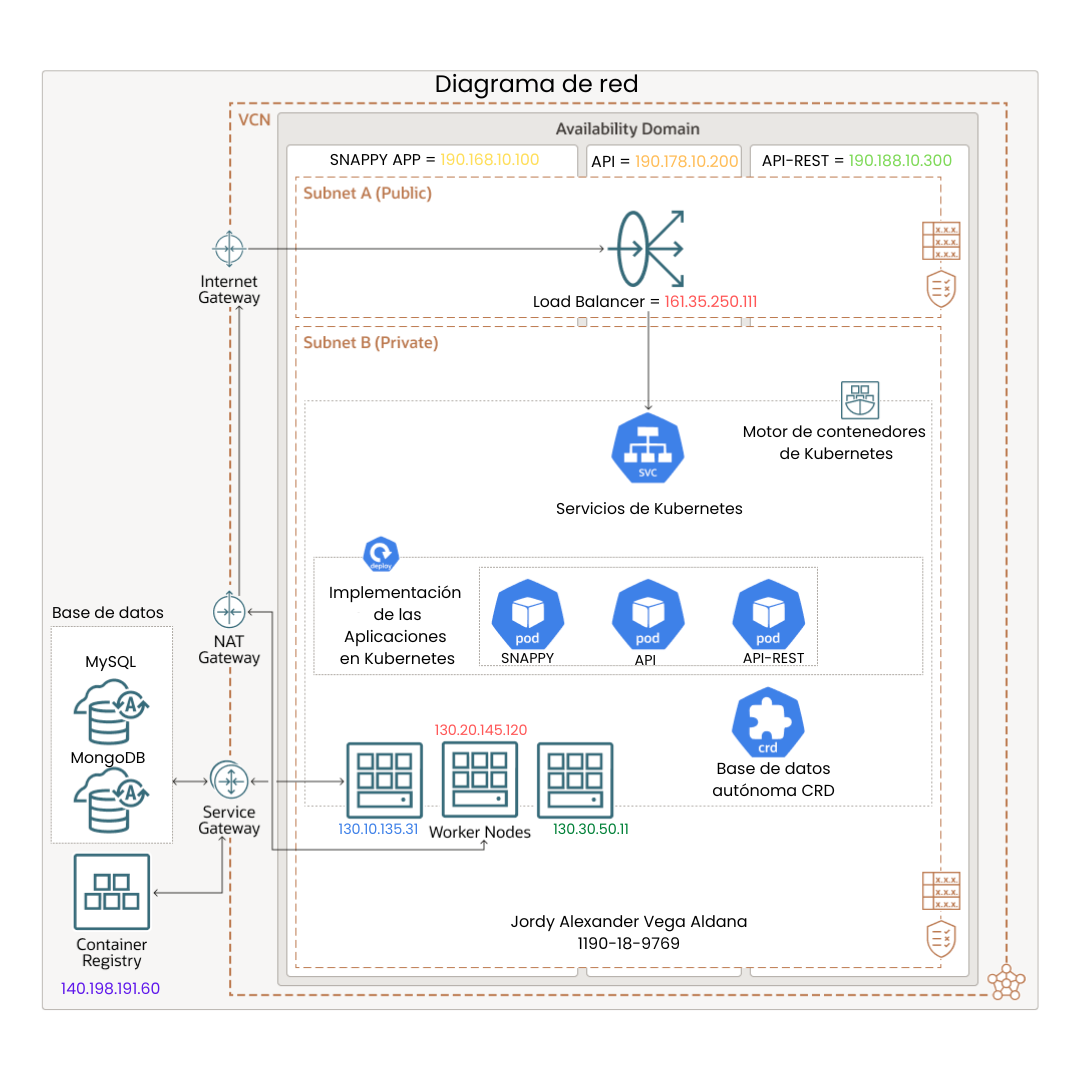 Diagrama de red
VCN
Availability Domain
SNAPPY APP = 190.168.10.100
API = 190.178.10.200
API-REST = 190.188.10.300
Subnet A (Public)
x.x.x.
x.x.x.
Internet
Gateway
Load Balancer = 161.35.250.111
Subnet B (Private)
Motor de contenedores
de Kubernetes
SVC
Servicios de Kubernetes
deploy
Implementación
de las
Aplicaciones
en Kubernetes
pod
SNAPPY
pod
API
pod
API-REST
Base de datos
MySQL
A
MongoDB
A
NAT
Gateway
crd
Base de datos
autónoma CRD
130.20.145.120
Service
Gateway
130.10.135.31
Worker Nodes
130.30.50.11
Container
Registry
140.198.191.60
x.x.x.
x.x.x.
Jordy Alexander Vega Aldana
1190-18-9769